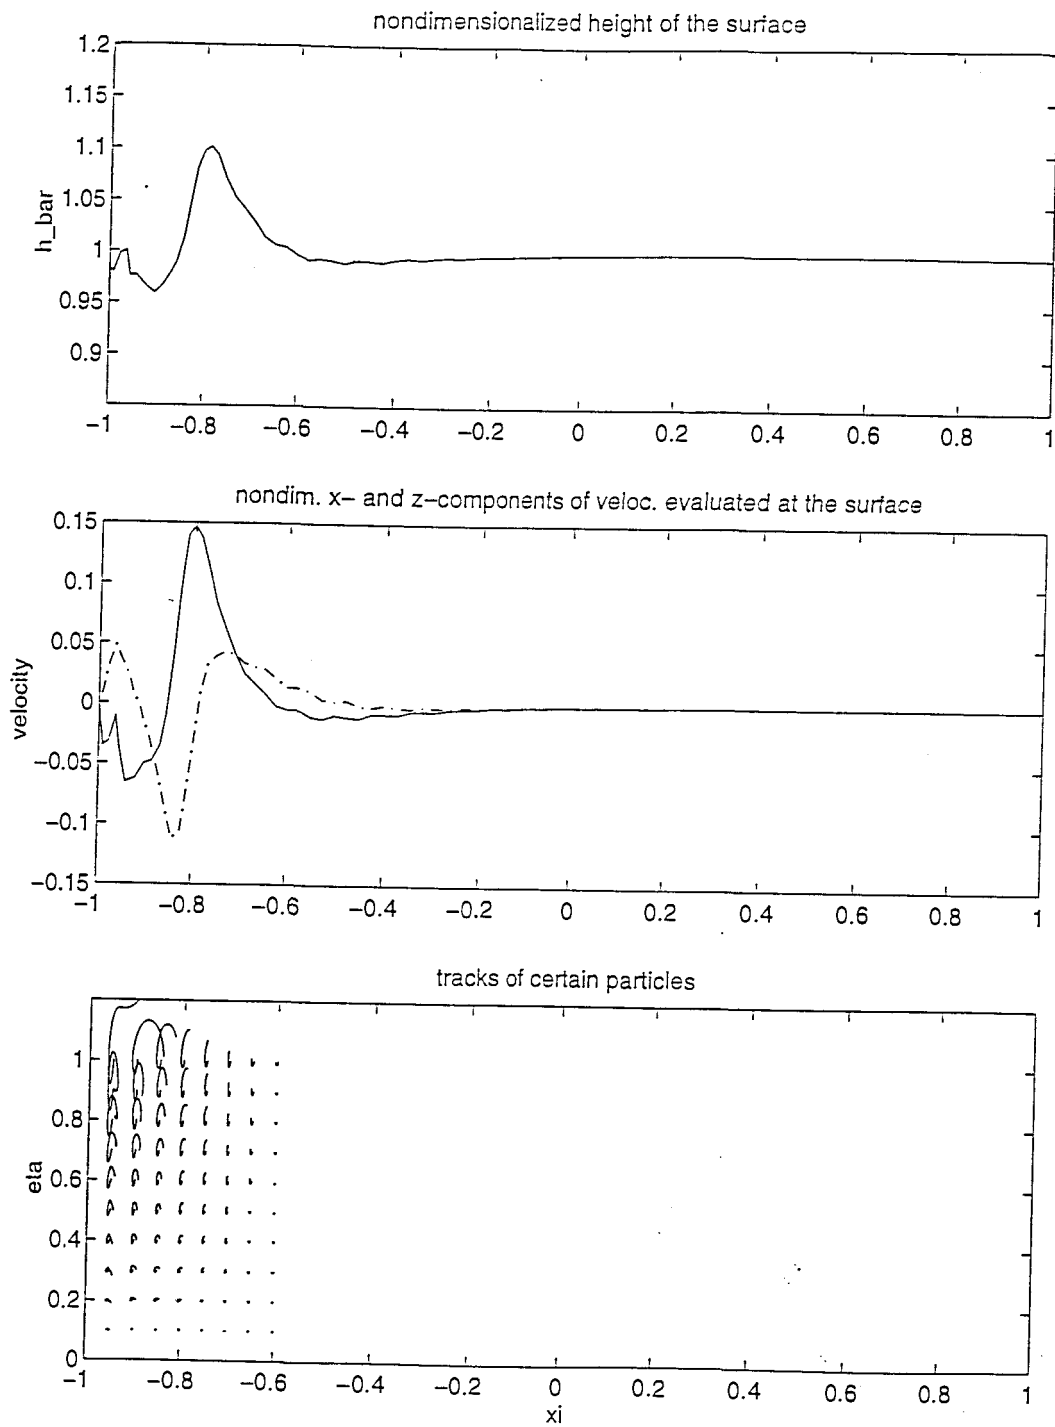 nondimensionalized height of the surface
1.2
1.15
1.1
1.05
1
0.95
0.9
h_bar
-1 -0.8 -0.6 -0.4 -0.2 0 0.2 0.4 0.6 0.8 1
nondim. x- and z-components of veloc. evaluated at the surface
0.15
0.1
0.05
0
-0.05
-0.1
-0.15
velocity
-1 -0.8 -0.6 -0.4 -0.2 0 0.2 0.4 0.6 0.8 1
tracks of certain particles
1
0.8
0.6
0.4
0.2
0
eta
-1 -0.8 -0.6 -0.4 -0.2 0 0.2 0.4 0.6 0.8 1
xi